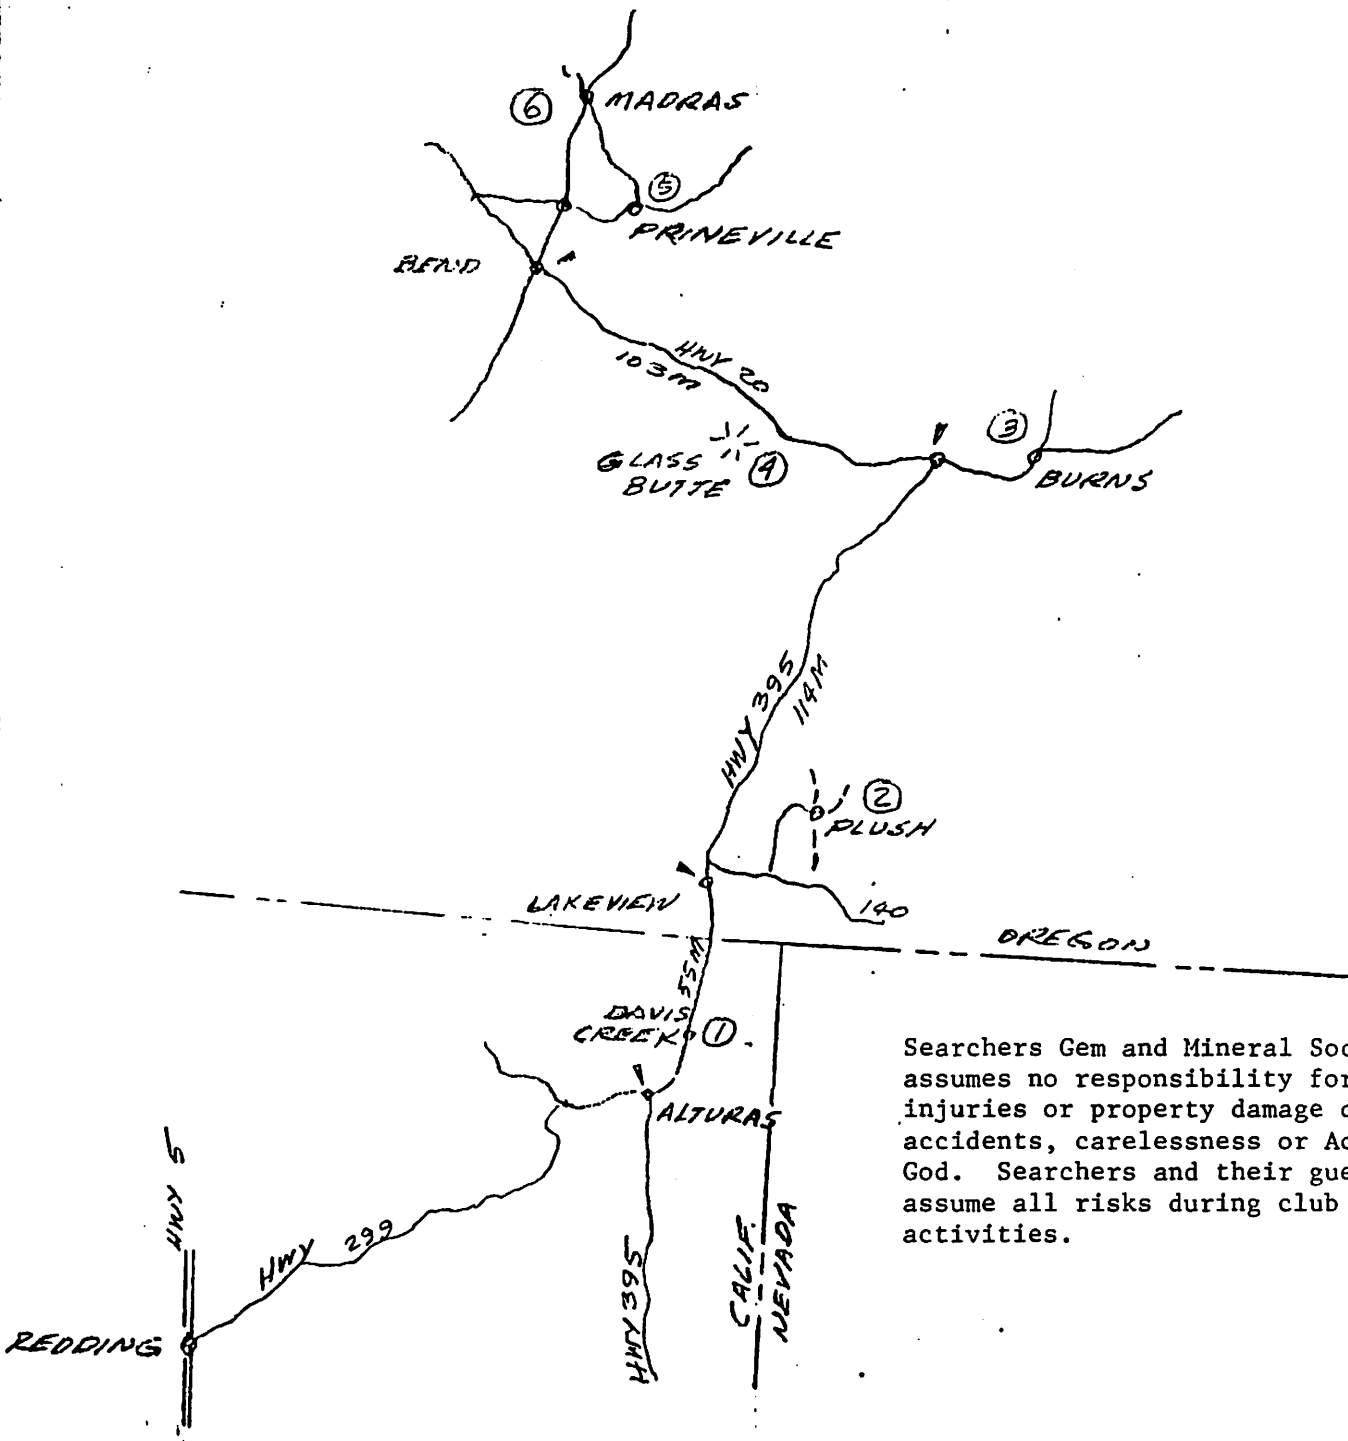 MADRAS
6
5
PRINEVILLE
BEND
HWY 20
103M
3
GLASS
BUTTE
4
BURNS
HWY 395
114M
2
PLUSH
LAKEVIEW
140
OREGON
55M
DAVIS
CREEK
1
ALTURAS
Searchers Gem and Mineral Soc
assumes no responsibility for
injuries or property damage
accidents, carelessness or
God. Searchers and their gue
assume all risks during club
activities.
HWY 5
HWY 299
HWY 395
CALIF.
NEVADA
REDDING